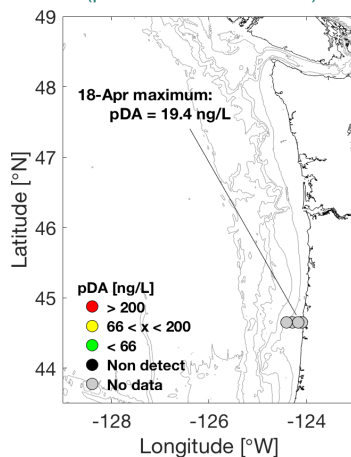 49
48
47
46
45
44
18-Apr maximum:
pDA = 19.4 ng/L
Latitude [°N]
pDA [ng/L]
> 200
66 < x < 200
< 66
Non detect
No data
-128
-126
-124
Longitude [°W]